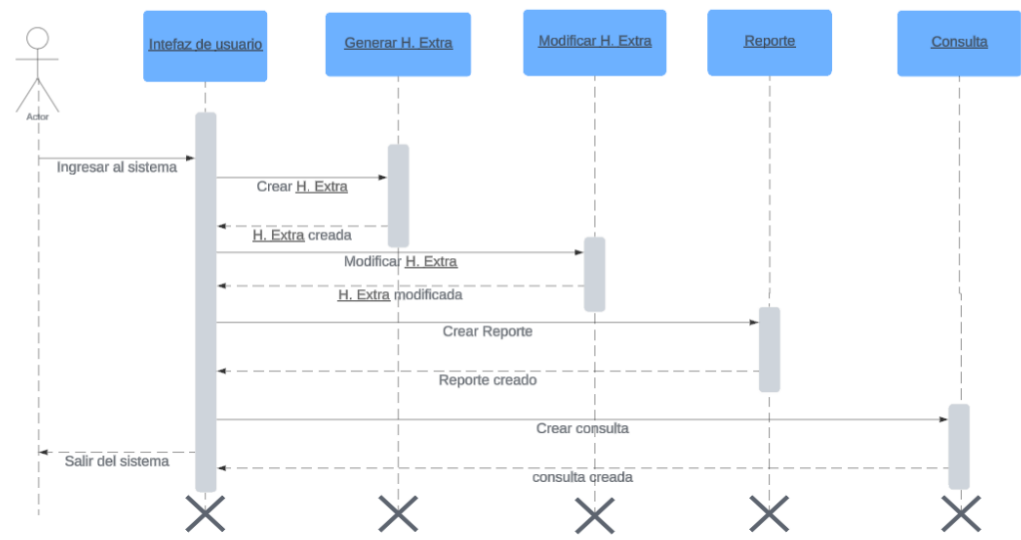 Intefaz de usuario
Generar H. Extra
Modificar H. Extra
Reporte
Consulta
Actor
Ingresar al sistema
Crear H. Extra
H. Extra creada
Modificar H. Extra
H. Extra modificada
Crear Reporte
Reporte creado
Crear consulta
Salir del sistema
consulta creada